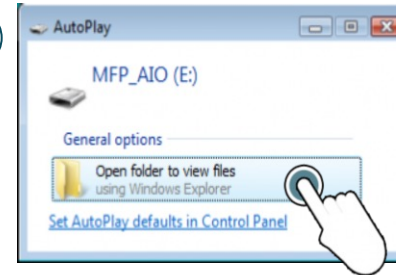 AutoPlay
MFP_AIO (E:)
General options
Open folder to view files
using Windows Explorer
Set AutoPlay defaults in Control Panel